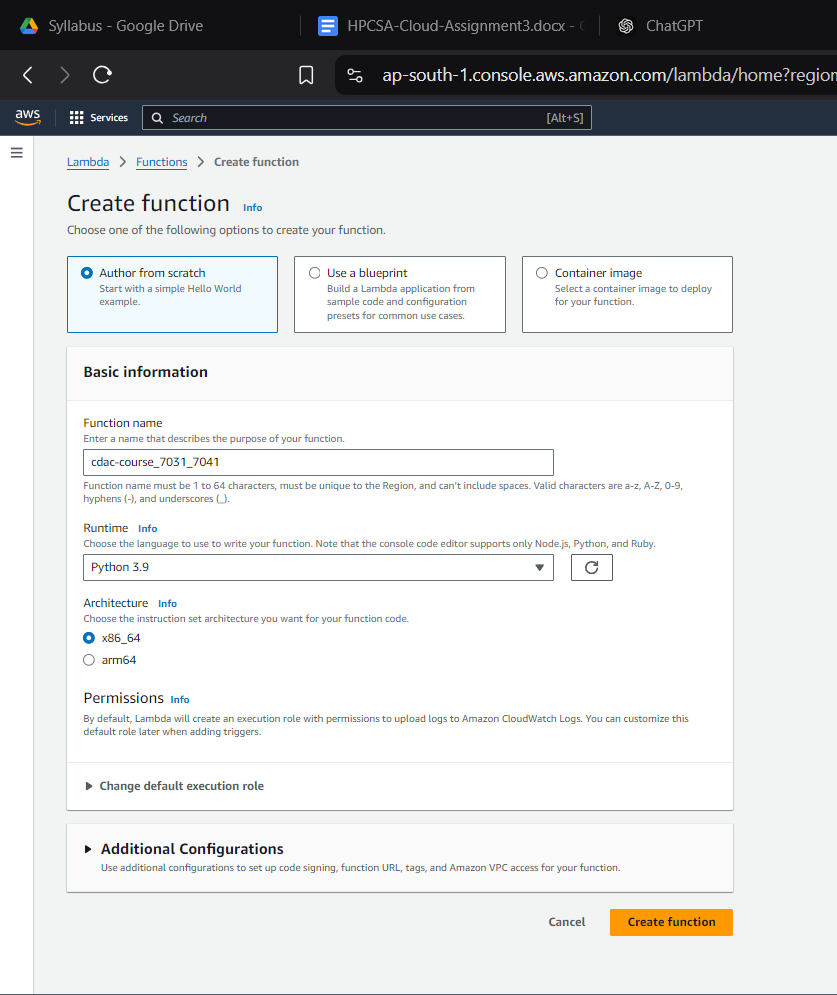 Syllabus - Google Drive
HPCSA-Cloud-Assignment3.docx -
ChatGPT
ap-south-1.console.aws.amazon.com/lambda/home?region
aws
Services
Search
[Alt+S]
Lambda > Functions > Create function
Create function Info
Choose one of the following options to create your function.
Author from scratch
Start with a simple Hello World
example.
Use a blueprint
Build a Lambda application from
sample code and configuration
presets for common use cases.
Container image
Select a container image to deploy
for your function.
Basic information
Function name
Enter a name that describes the purpose of your function.
cdac-course_7031_7041
Function name must be 1 to 64 characters, must be unique to the Region, and can't include spaces. Valid characters are a-z, A-Z, 0-9,
hyphens (-), and underscores (_).
Runtime Info
Choose the language to use to write your function. Note that the console code editor supports only Node.js, Python, and Ruby.
Python 3.9
Architecture Info
Choose the instruction set architecture you want for your function code.
x86_64
arm64
Permissions Info
By default, Lambda will create an execution role with permissions to upload logs to Amazon CloudWatch Logs. You can customize this
default role later when adding triggers.
Change default execution role
Additional Configurations
Use additional configurations to set up code signing, function URL, tags, and Amazon VPC access for your function.
Cancel
Create function